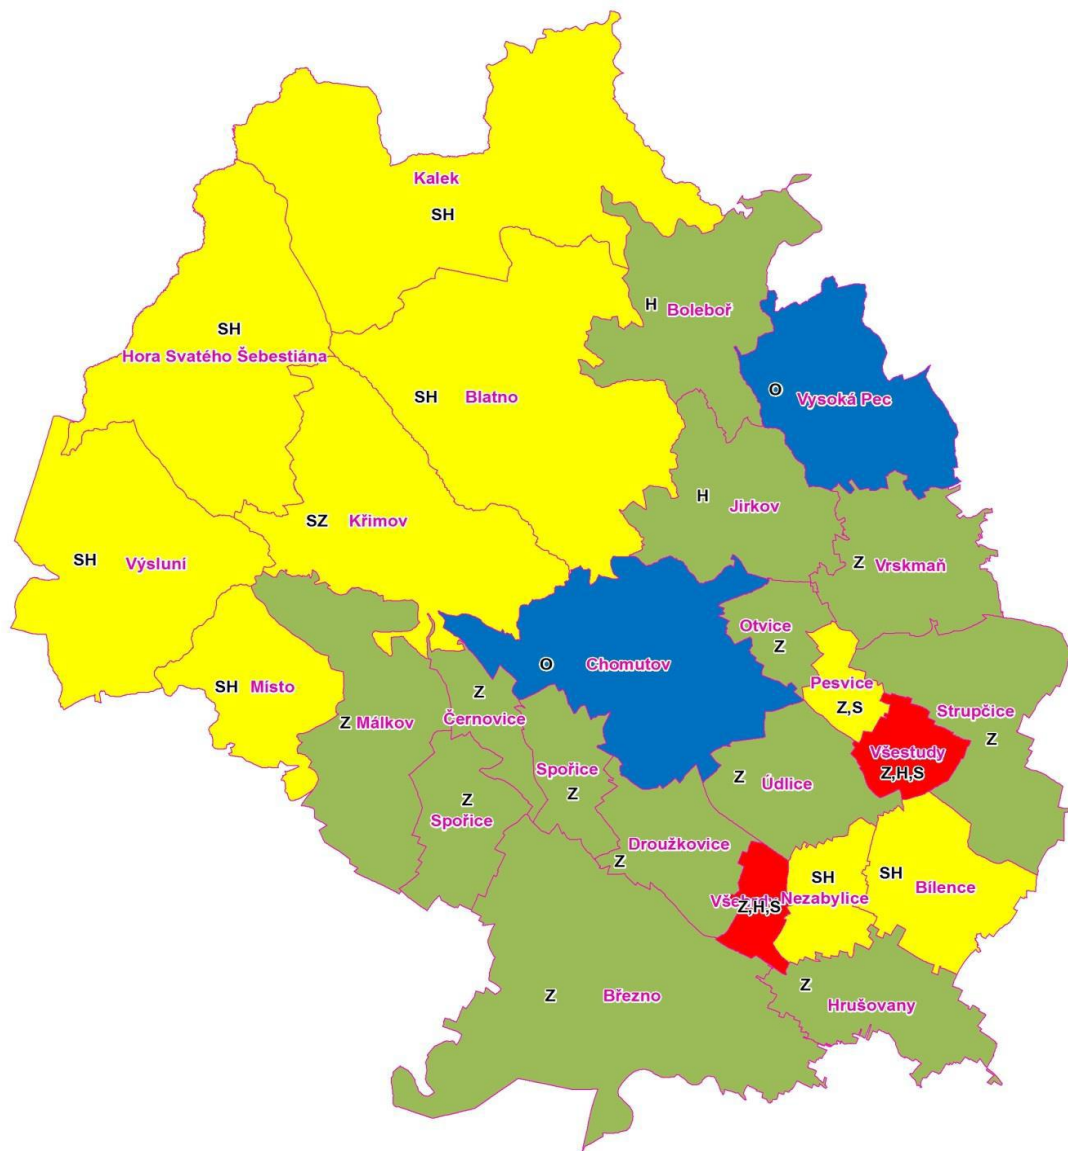 Kalek
SH
H
Boleboř
SH
Hora Svatého Šebestiána
SH
Blatno
O
Vysoká Pec
H
Jirkov
SZ
Křimov
SH
Výsluní
Z
Vrskmaň
Otvice
Z
O
Chomutov
Pesvice
Z,S
SH
Místo
Z
Málkov
Z
Černovice
Strupčice
Z
Všestudy
Z,H,S
Spořice
Z
Z
Údlice
Z
Spořice
Droužkovice
Z
SH
Nezabylice
SH
Bílence
Z,H,S
Z
Březno
Z
Hrušovany